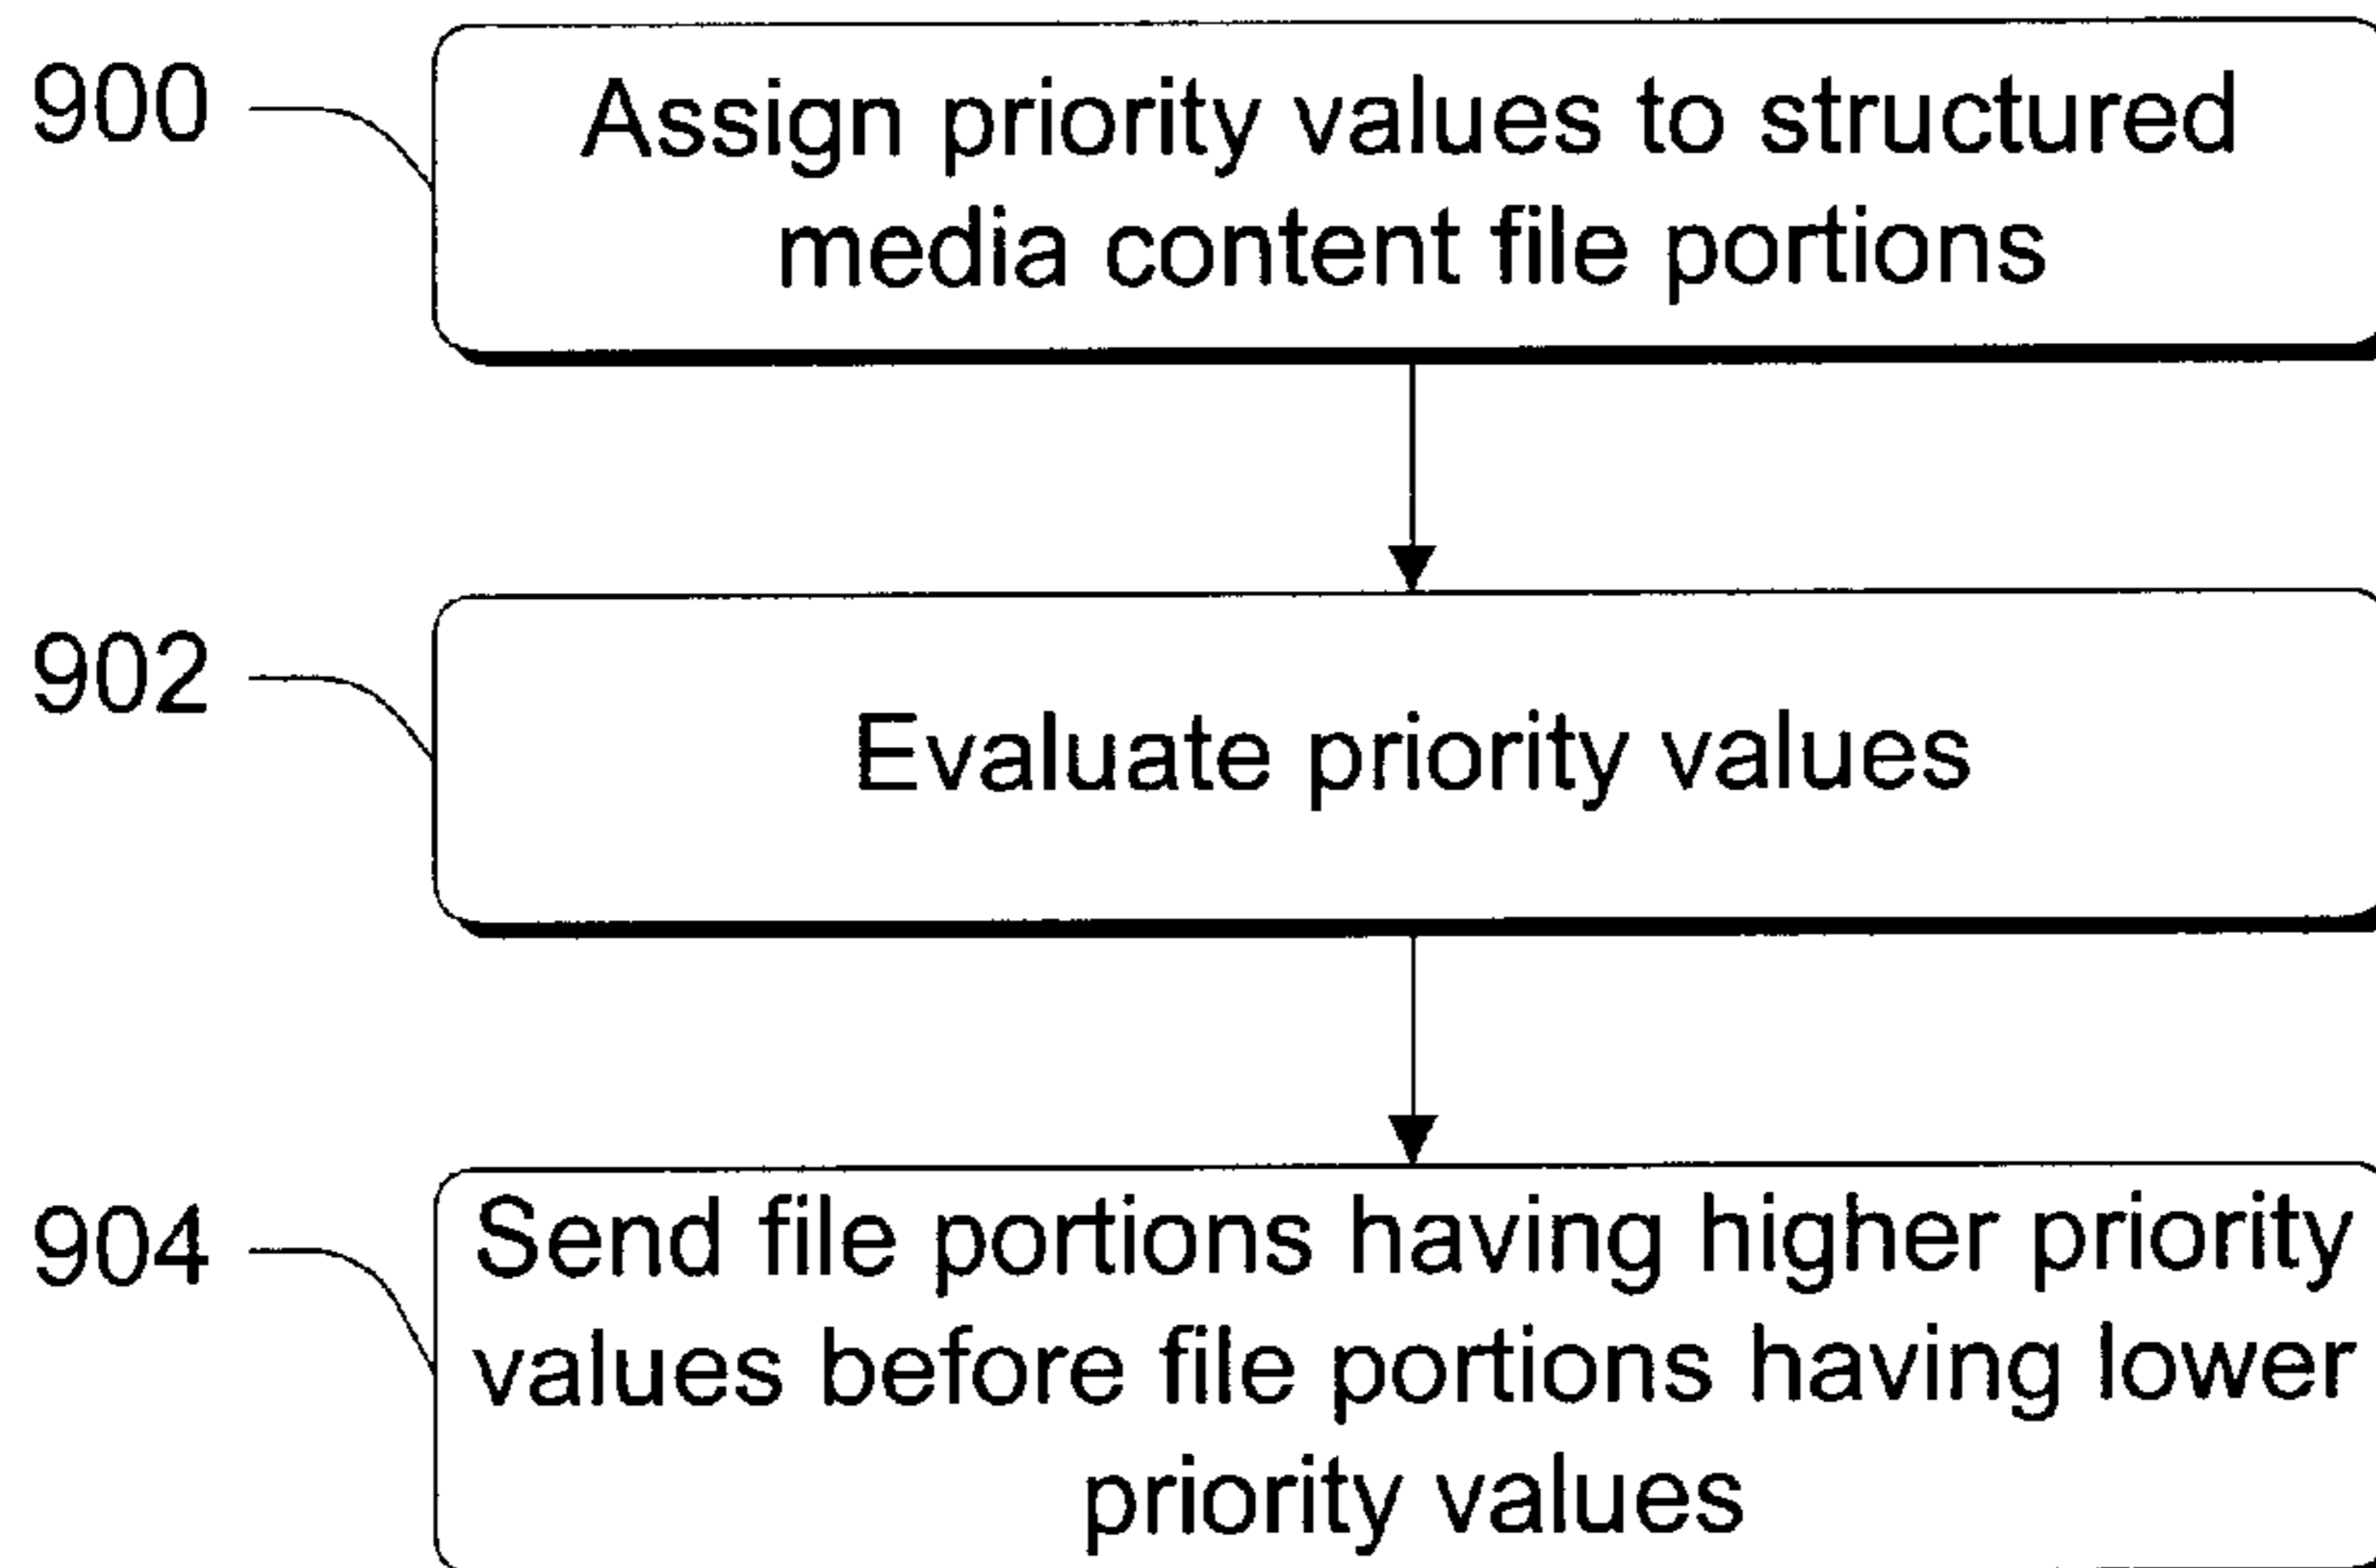 900
Assign priority values to structured
media content file portions
902
Evaluate priority values
904
Send file portions having higher priority
values before file portions having lower
priority values